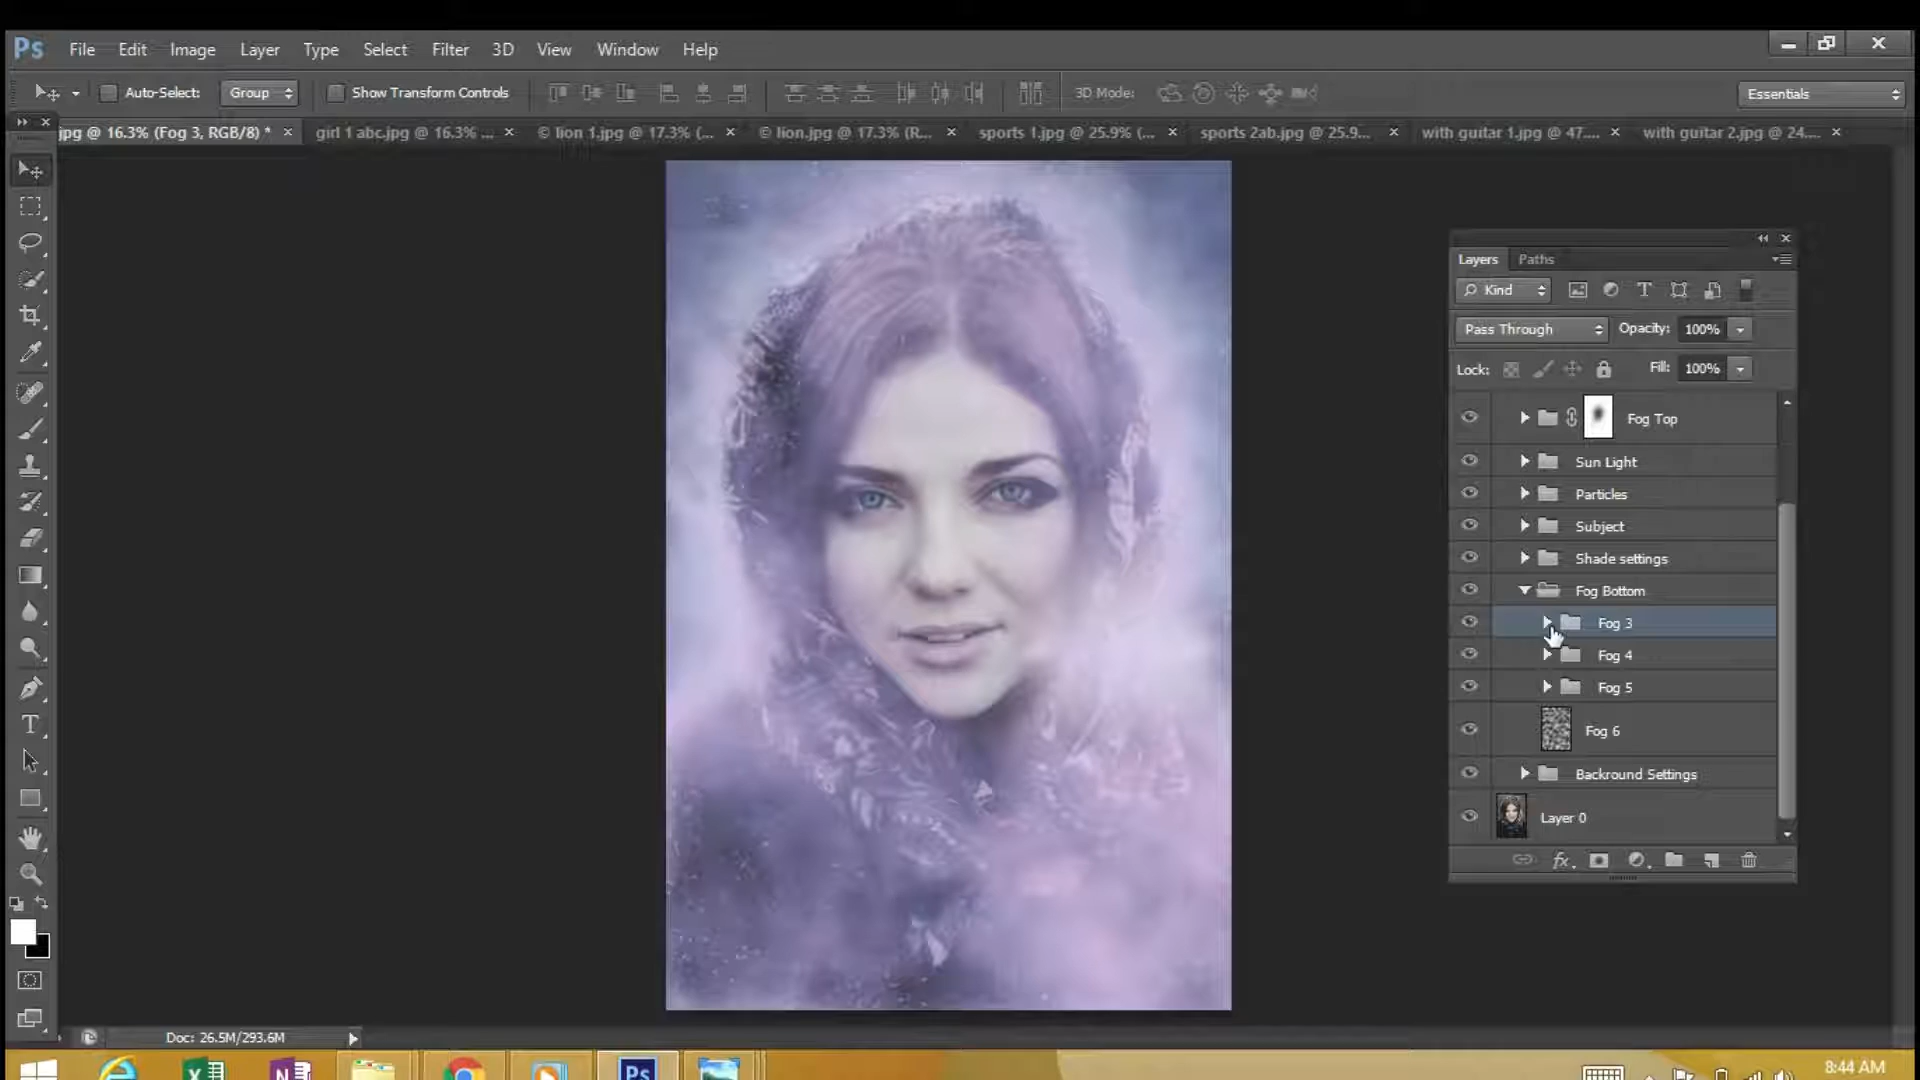 Ps File Edit Image Layer Type Select Filter 3D View Window Help
Auto-Select: Group Show Transform Controls 3D Mode: Essentials
jpg @ 16.3% (Fog 3, RGB/8) * × girl 1 abc.jpg @ 16.3% ... × © lion 1.jpg @ 17.3% (... × © lion.jpg @ 17.3% (R... × sports 1.jpg @ 25.9% (... × sports 2ab.jpg @ 25.9... × with guitar 1.jpg @ 47.... × with guitar 2.jpg @ 24.... ×
Layers Paths
Kind
Pass Through Opacity: 100%
Lock: Fill: 100%
Fog Top
Sun Light
Particles
Subject
Shade settings
Fog Bottom
Fog 3
Fog 4
Fog 5
Fog 6
Backround Settings
Layer 0
fx
Doc: 26.5M/293.6M
Ps
8:44 AM